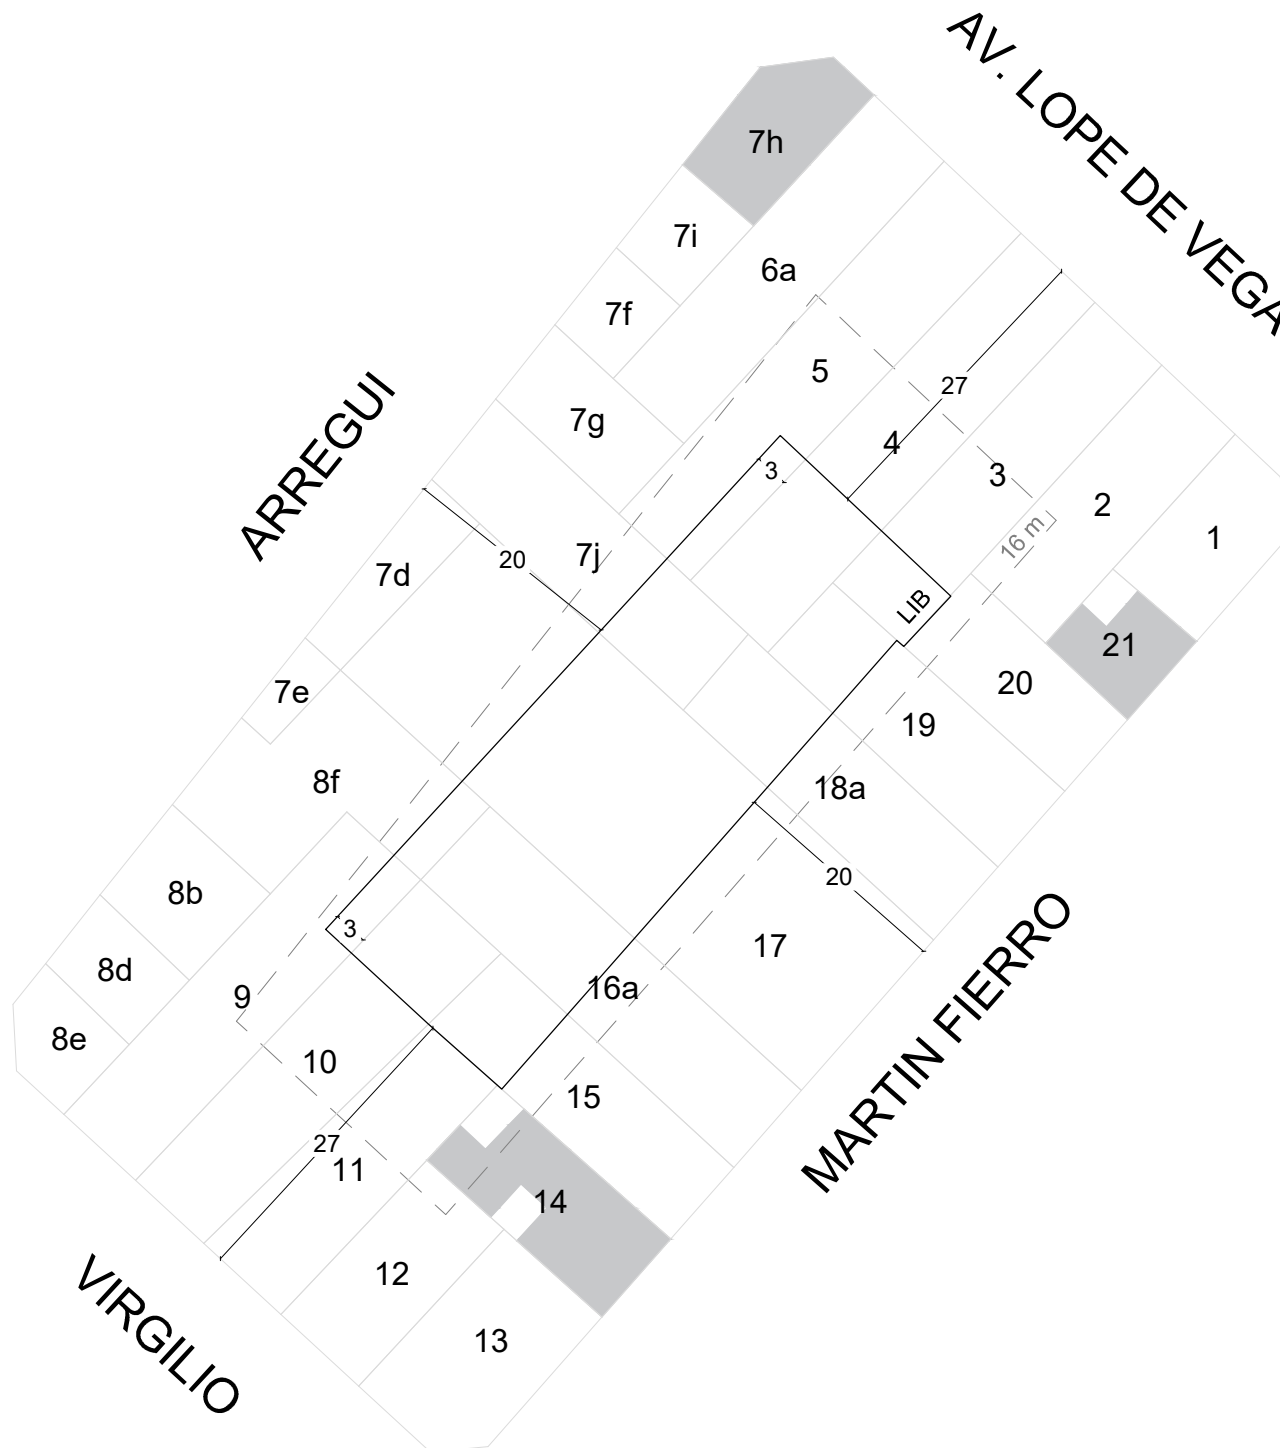 AV. LOPE DE VEGA
7h
7i
6a
7f
5
27
ARREGUI
7g
4
3
3
2
1
16 m
7j
20
7d
LIB
21
7e
20
19
8f
18a
20
8b
3
17
8d
9
16a
8e
10
15
MARTIN FIERRO
27
11
14
12
VIRGILIO
13